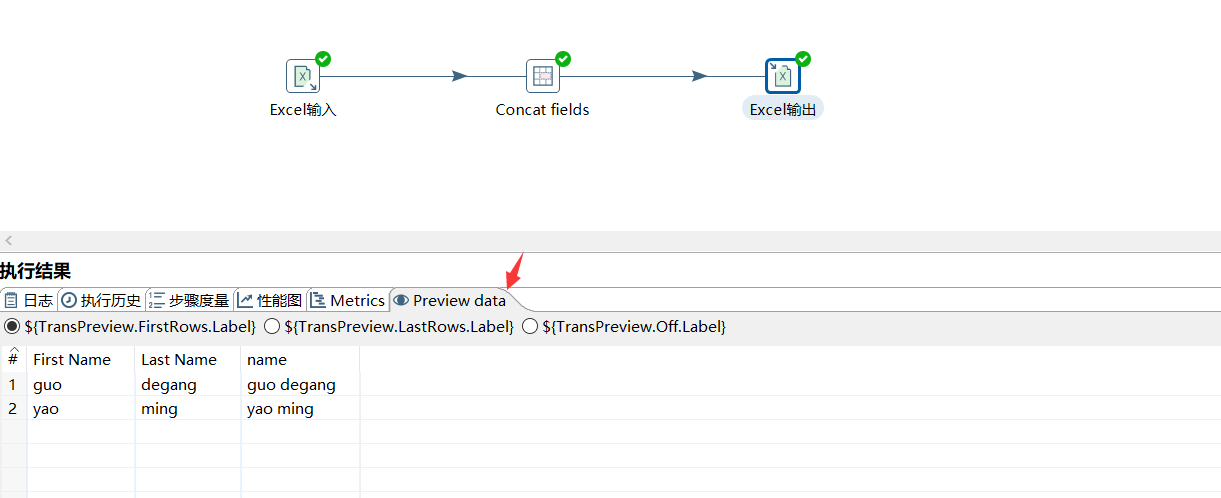 Excel输入 Concat fields Excel输出
执行结果
日志 执行历史 步骤度量 性能图 Metrics Preview data
${TransPreview.FirstRows.Label} ${TransPreview.LastRows.Label} ${TransPreview.Off.Label}
# First Name Last Name name
1 guo degang guo degang
2 yao ming yao ming